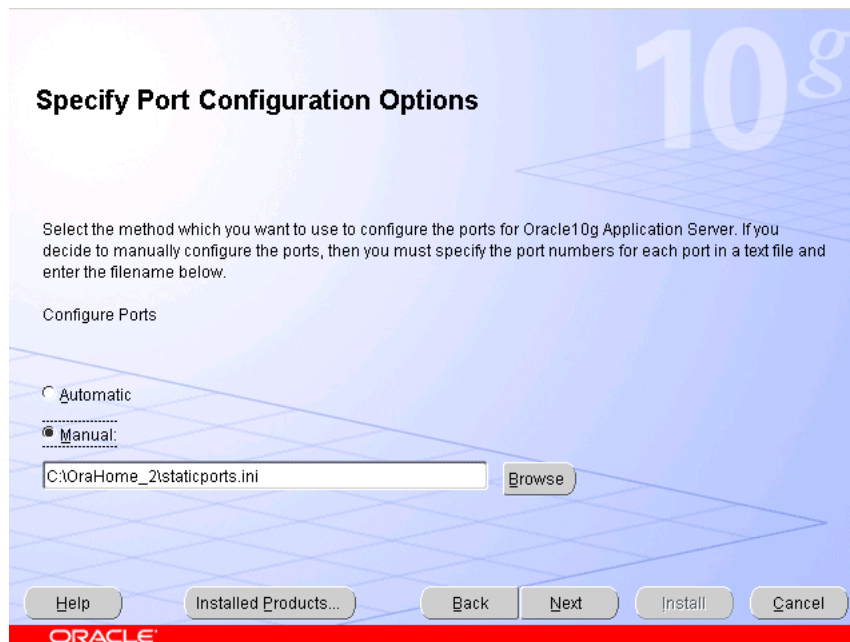 10g
Specify Port Configuration Options
Select the method which you want to use to configure the ports for Oracle10g Application Server. If you
decide to manually configure the ports, then you must specify the port numbers for each port in a text file and
enter the filename below.
Configure Ports
Automatic
Manual:
C:\OraHome_2\staticports.ini
Browse
Help
Installed Products...
Back
Next
Install
Cancel
ORACLE